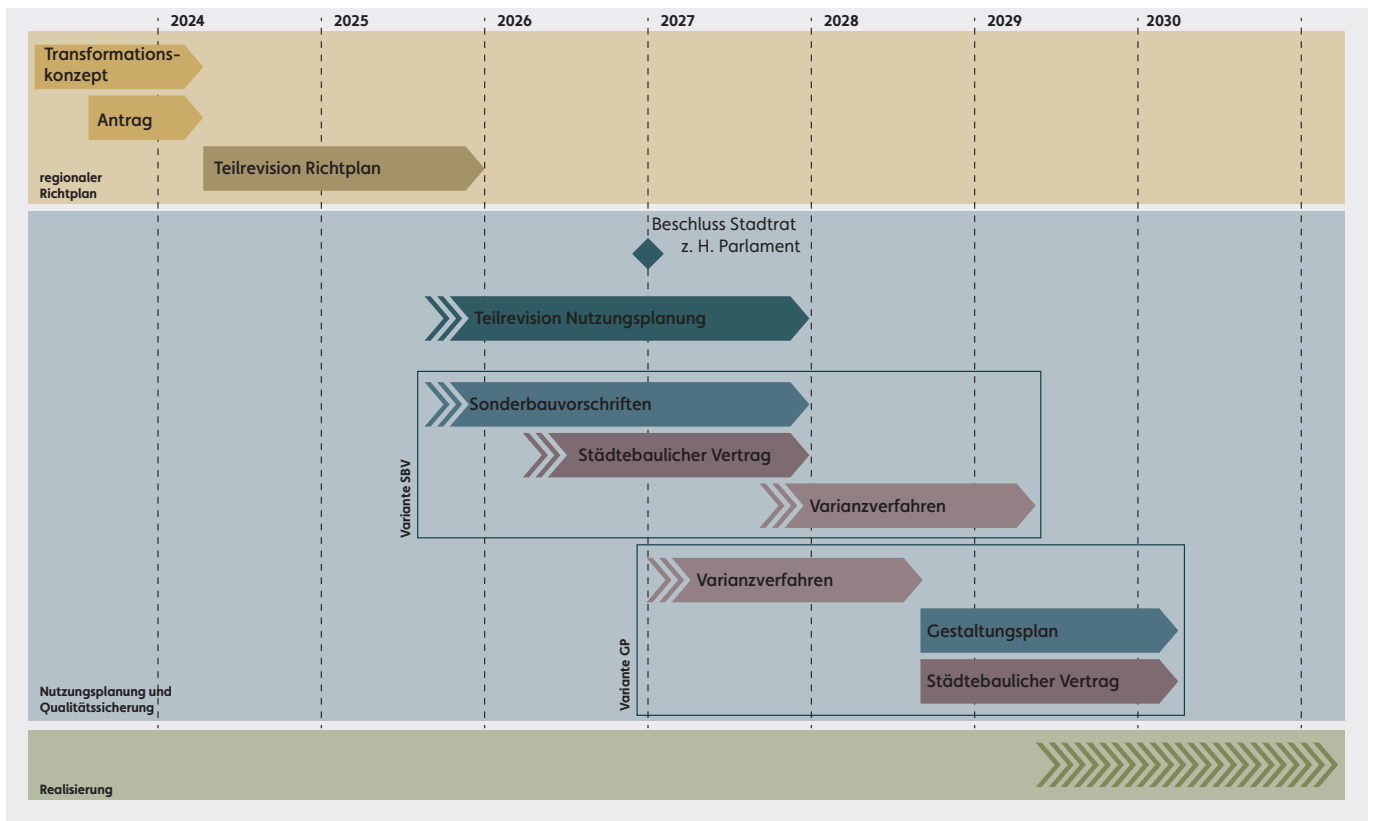 2024 2025 2026 2027 2028 2029 2030
Transformations-
konzept
Antrag
Teilrevision Richtplan
regionaler
Richtplan
Beschluss Stadtrat
z. H. Parlament
Teilrevision Nutzungsplanung
Variante SBV
Sonderbauvorschriften
Städtebaulicher Vertrag
Varianzverfahren
Variante GP
Varianzverfahren
Gestaltungsplan
Städtebaulicher Vertrag
Nutzungsplanung und
Qualitätssicherung
Realisierung